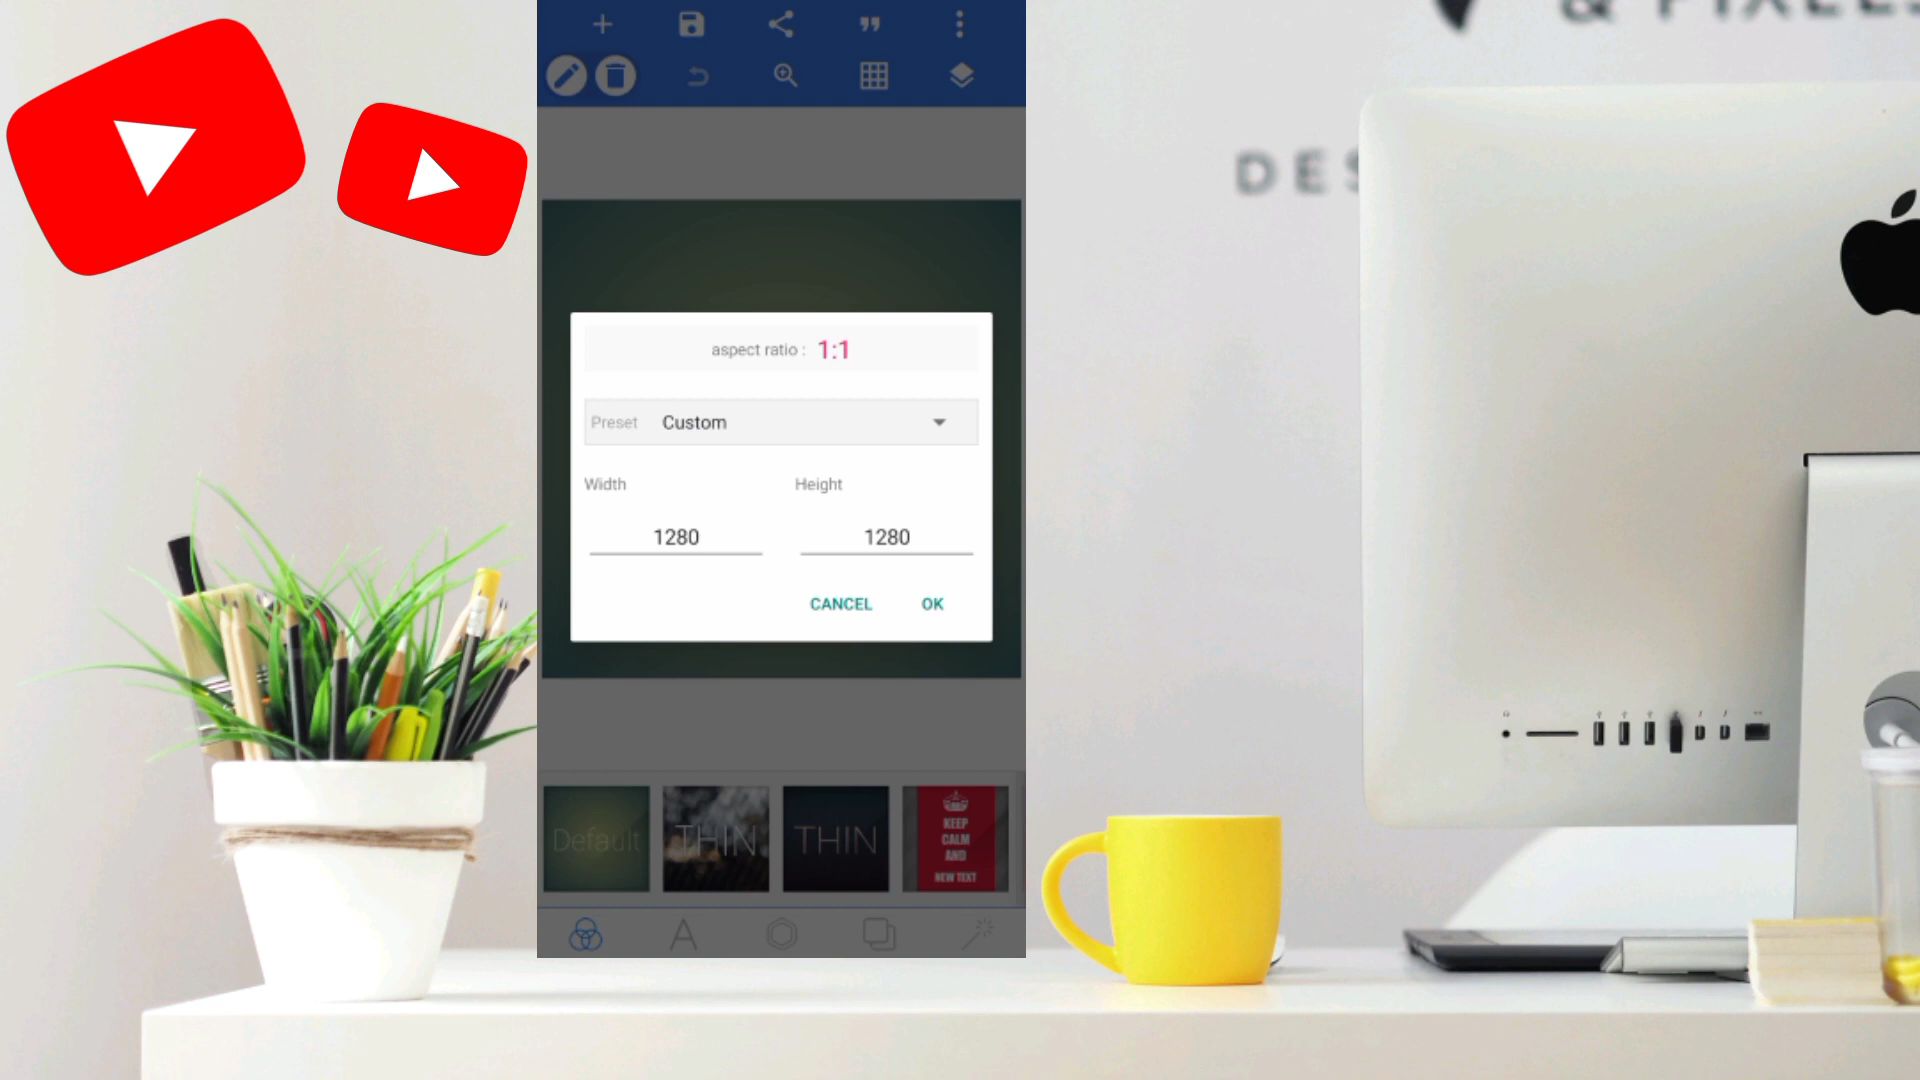 & PIXELS
DES
aspect ratio : 1:1
Preset Custom
Width Height
1280 1280
CANCEL OK
Default
THIN
THIN
KEEP
CALM
AND
NEW TEXT
A